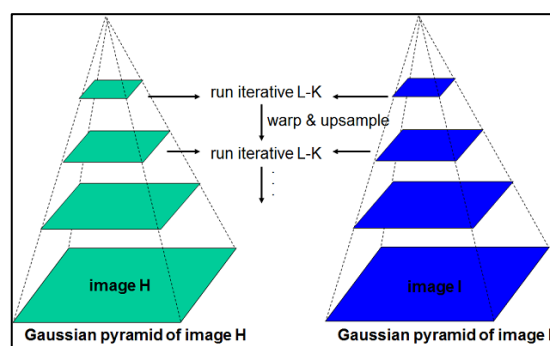 run iterative L-K
warp & upsample
run iterative L-K
image H
image I
Gaussian pyramid of image H
Gaussian pyramid of image I